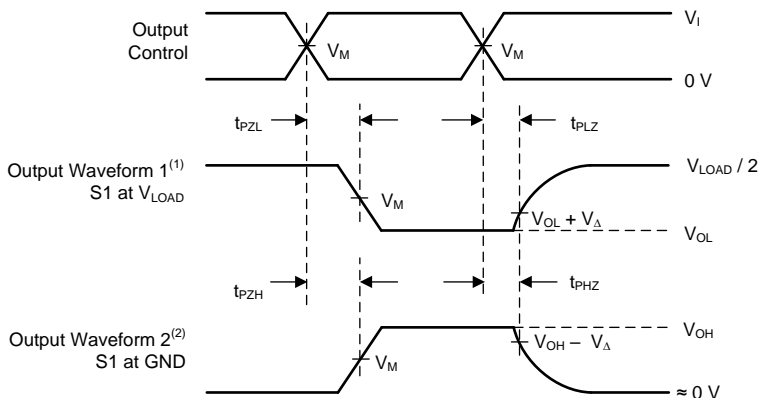 Output
Control
V_I
V_M
V_M
0 V
t_PZL
t_PLZ
Output Waveform 1^(1)
S1 at V_LOAD
V_LOAD / 2
V_M
V_OL + V_Δ
V_OL
t_PZH
t_PHZ
Output Waveform 2^(2)
S1 at GND
V_OH
V_OH – V_Δ
V_M
≈ 0 V